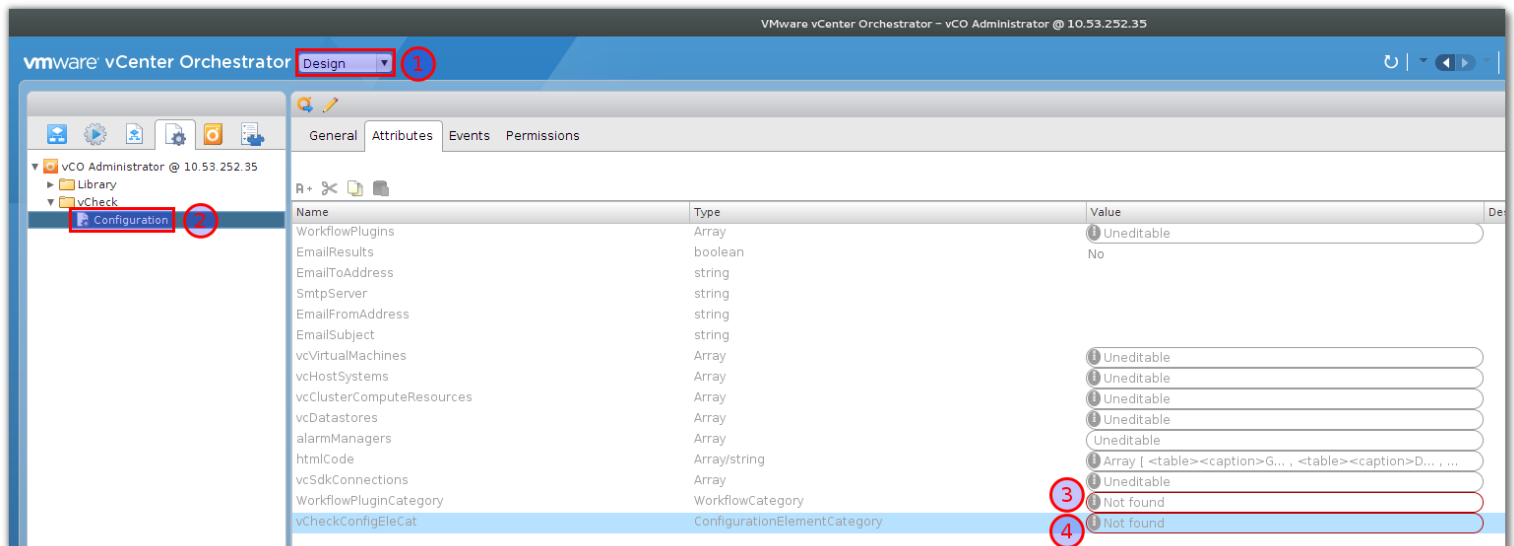 VMware vCenter Orchestrator – vCO Administrator @ 10.53.252.35
vmware vCenter Orchestrator Design 1
General Attributes Events Permissions
vCO Administrator @ 10.53.252.35
Library
vCheck
Configuration 2
Name Type Value
WorkflowPlugins Array Uneditable
EmailResults boolean No
EmailToAddress string
SmtpServer string
EmailFromAddress string
EmailSubject string
vcVirtualMachines Array Uneditable
vcHostSystems Array Uneditable
vcClusterComputeResources Array Uneditable
vcDatastores Array Uneditable
alarmManagers Array Uneditable
htmlCode Array/string Array [ <table><caption>G... , <table><caption>D... , ...
vcSdkConnections Array Uneditable
WorkflowPluginCategory WorkflowCategory 3 Not found
vCheckConfigEleCat ConfigurationElementCategory 4 Not found